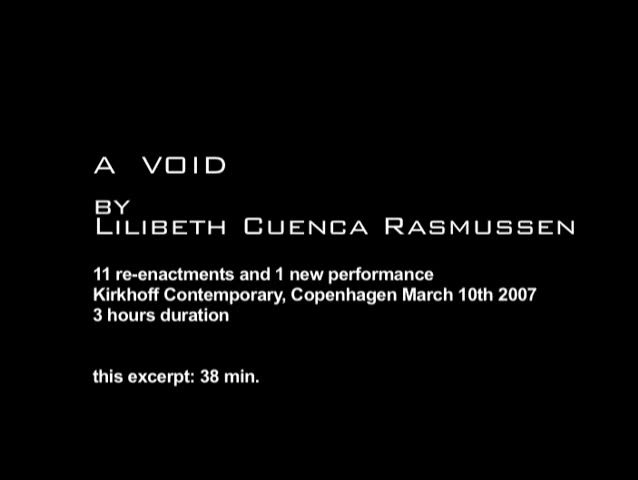 A VOID
BY
LILIBETH CUENCA RASMUSSEN
11 re-enactments and 1 new performance
Kirkhoff Contemporary, Copenhagen March 10th 2007
3 hours duration
this excerpt: 38 min.